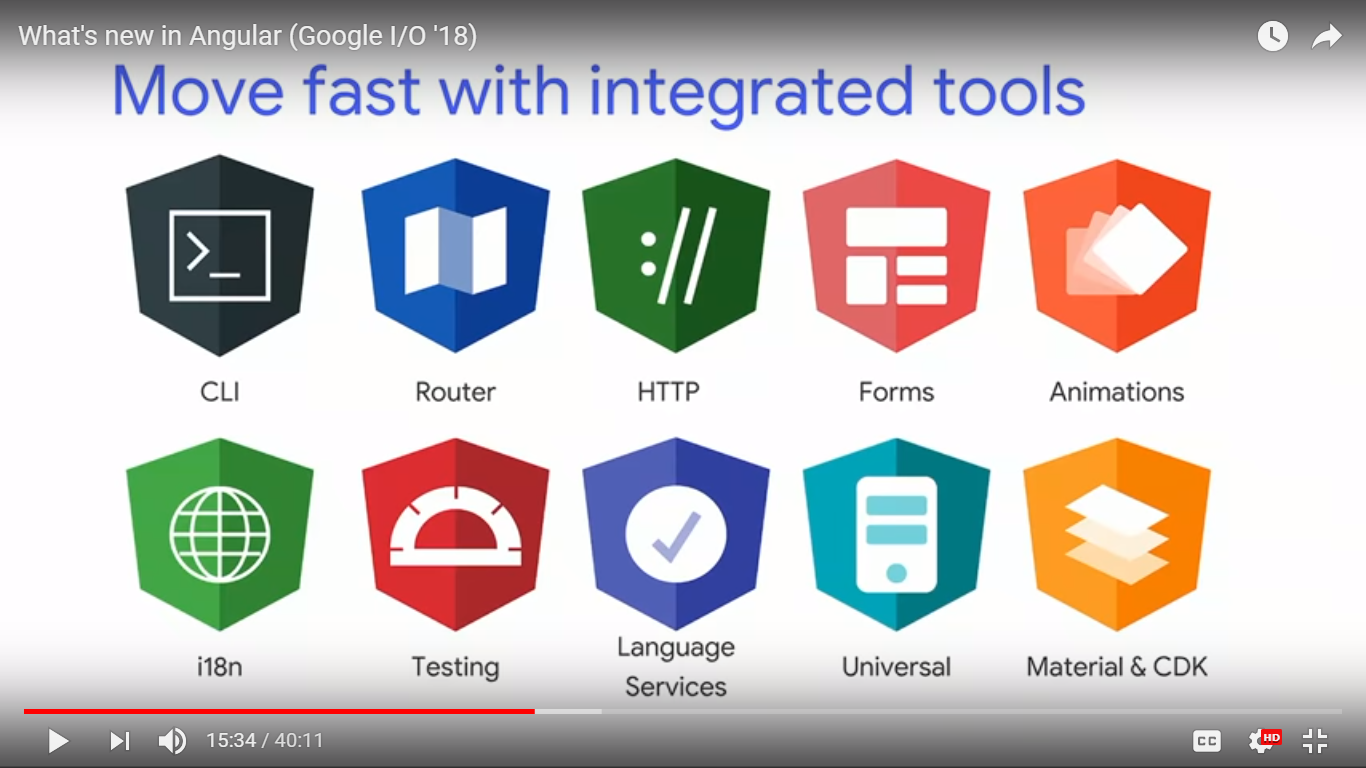 What's new in Angular (Google I/O '18)
Move fast with integrated tools
>_
://
CLI
Router
HTTP
Forms
Animations
i18n
Testing
Language
Services
Universal
Material & CDK
15:34 / 40:11
CC
HD